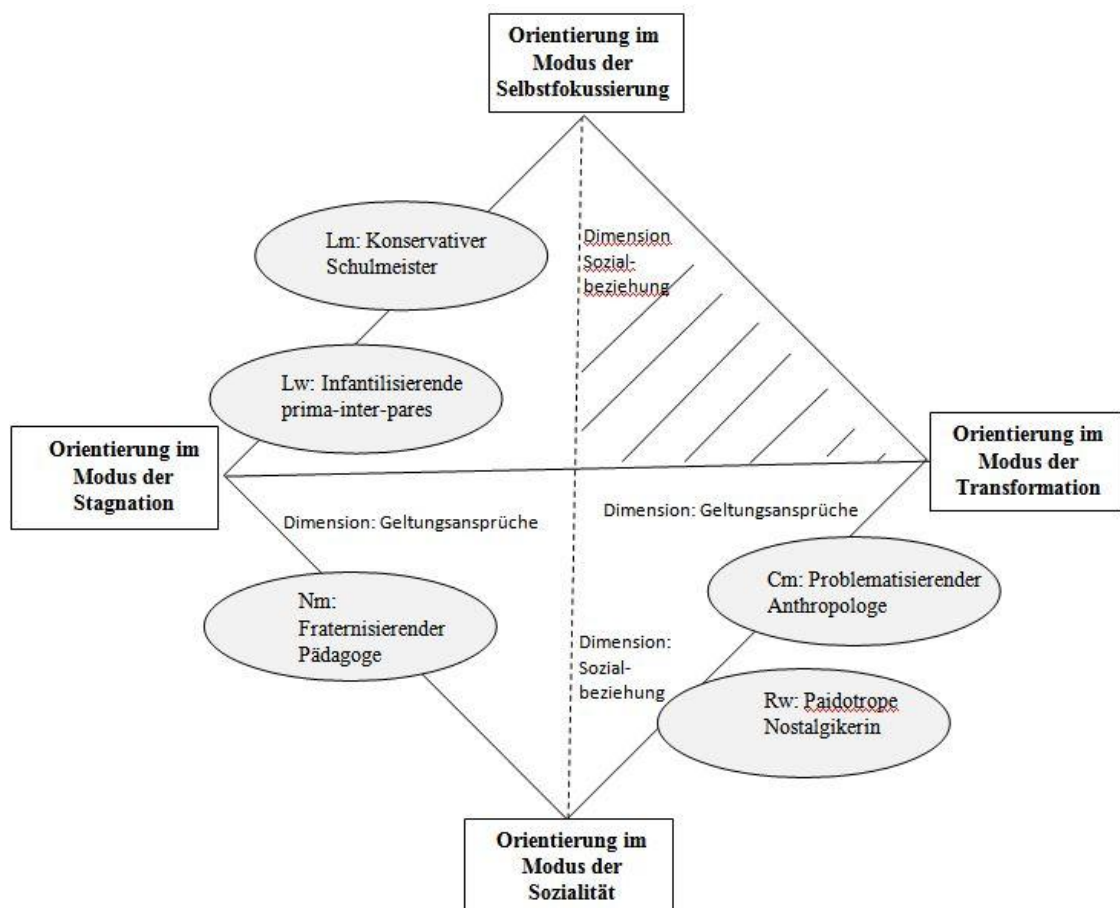 Orientierung im
Modus der
Selbstfokussierung
Lm: Konservativer
Schulmeister
Dimension
Sozial-
beziehung
Lw: Infantilisierende
prima-inter-pares
Orientierung im
Modus der
Stagnation
Orientierung im
Modus der
Transformation
Dimension: Geltungsansprüche
Dimension: Geltungsansprüche
Nm:
Fraternisierender
Pädagoge
Cm: Problematisierender
Anthropologe
Dimension:
Sozial-
beziehung
Rw: Paidotrope
Nostalgikerin
Orientierung im
Modus der
Sozialität